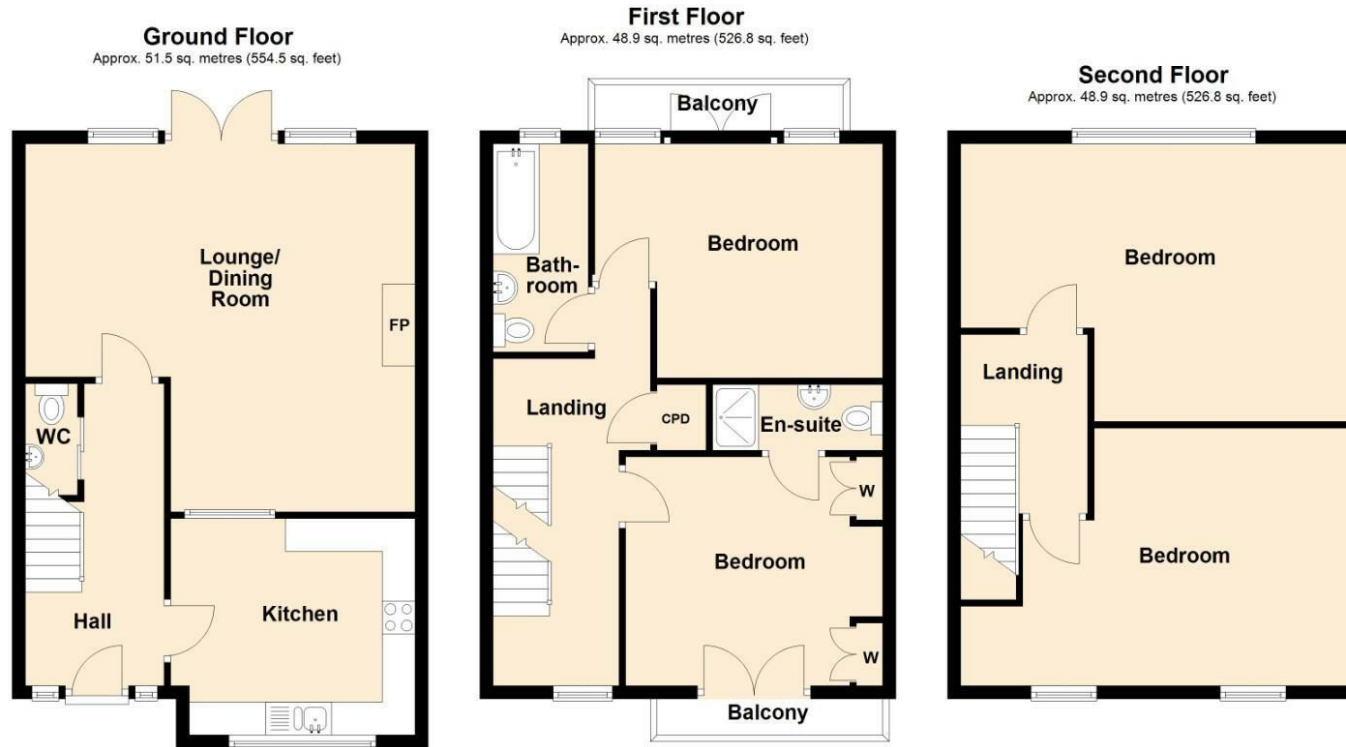 Ground Floor
Approx. 51.5 sq. metres (554.5 sq. feet)
Lounge/
Dining
Room
FP
WC
Hall
Kitchen
First Floor
Approx. 48.9 sq. metres (526.8 sq. feet)
Balcony
Bath-
room
Bedroom
Landing
CPD
En-suite
W
Bedroom
W
Balcony
Second Floor
Approx. 48.9 sq. metres (526.8 sq. feet)
Bedroom
Landing
Bedroom